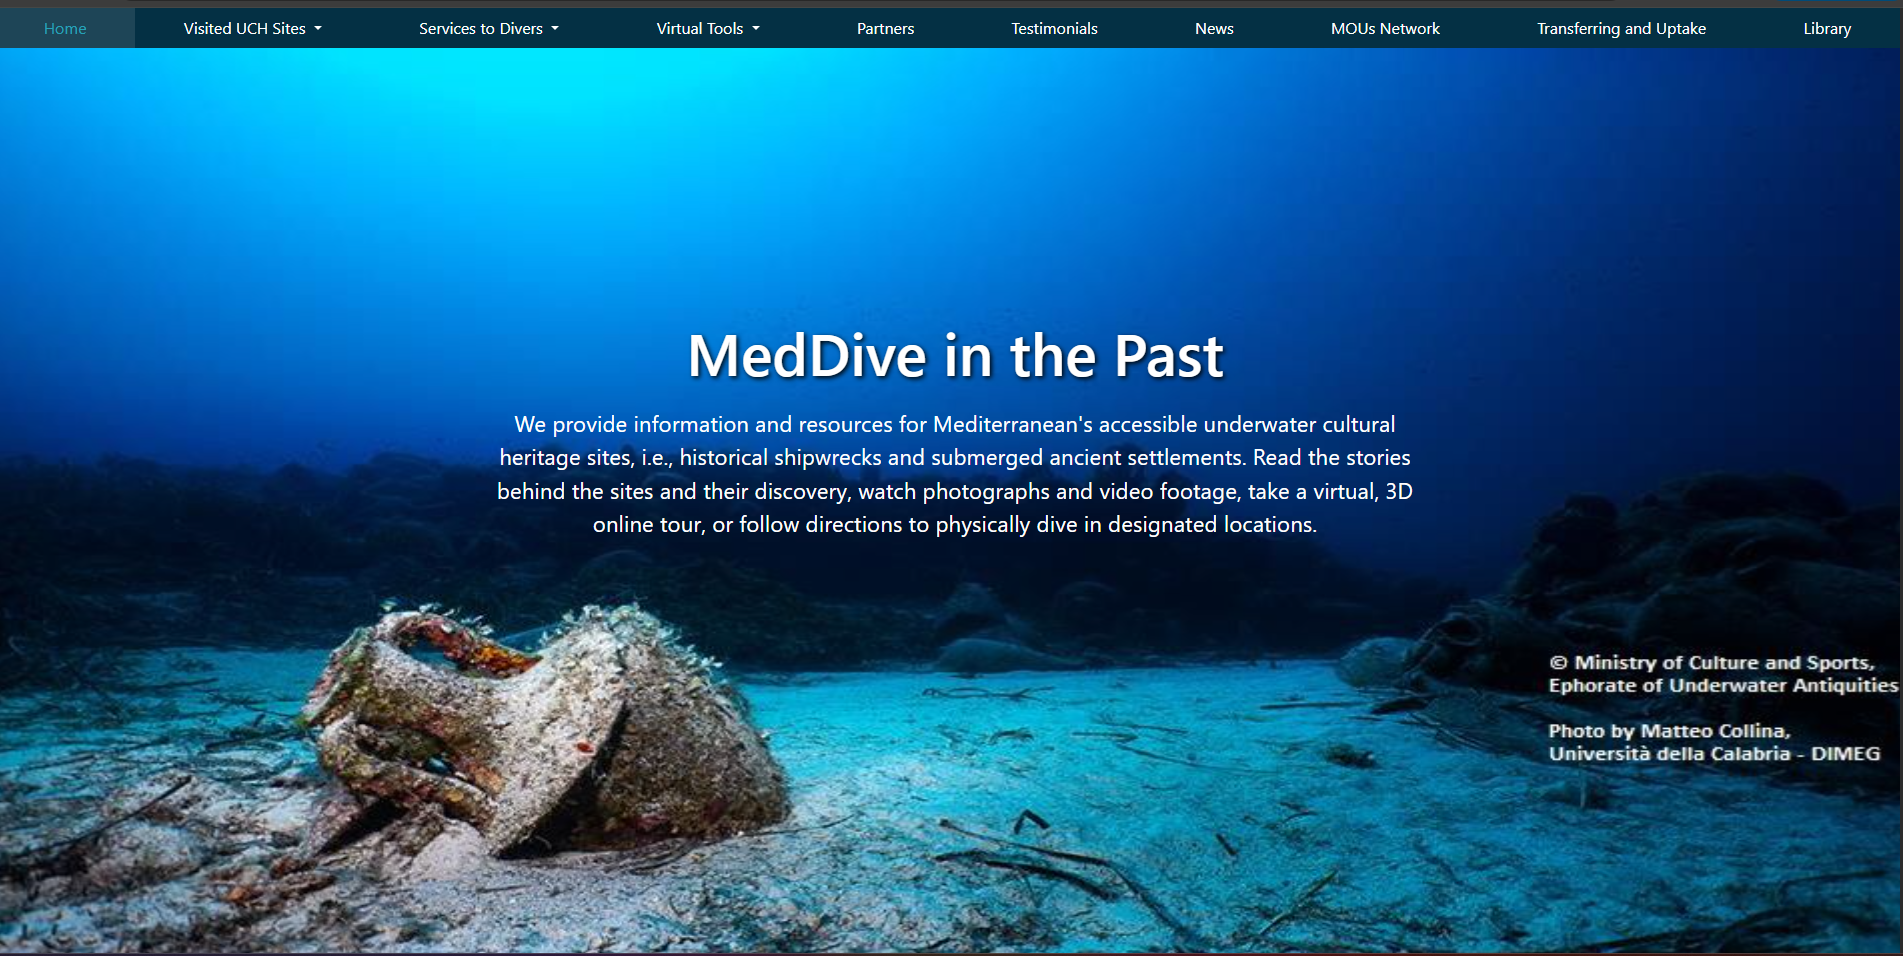 Home Visited UCH Sites Services to Divers Virtual Tools Partners Testimonials News MOUs Network Transferring and Uptake Library
MedDive in the Past
We provide information and resources for Mediterranean's accessible underwater cultural
heritage sites, i.e., historical shipwrecks and submerged ancient settlements. Read the stories
behind the sites and their discovery, watch photographs and video footage, take a virtual, 3D
online tour, or follow directions to physically dive in designated locations.
© Ministry of Culture and Sports,
Ephorate of Underwater Antiquities
Photo by Matteo Collina,
Università della Calabria - DIMEG